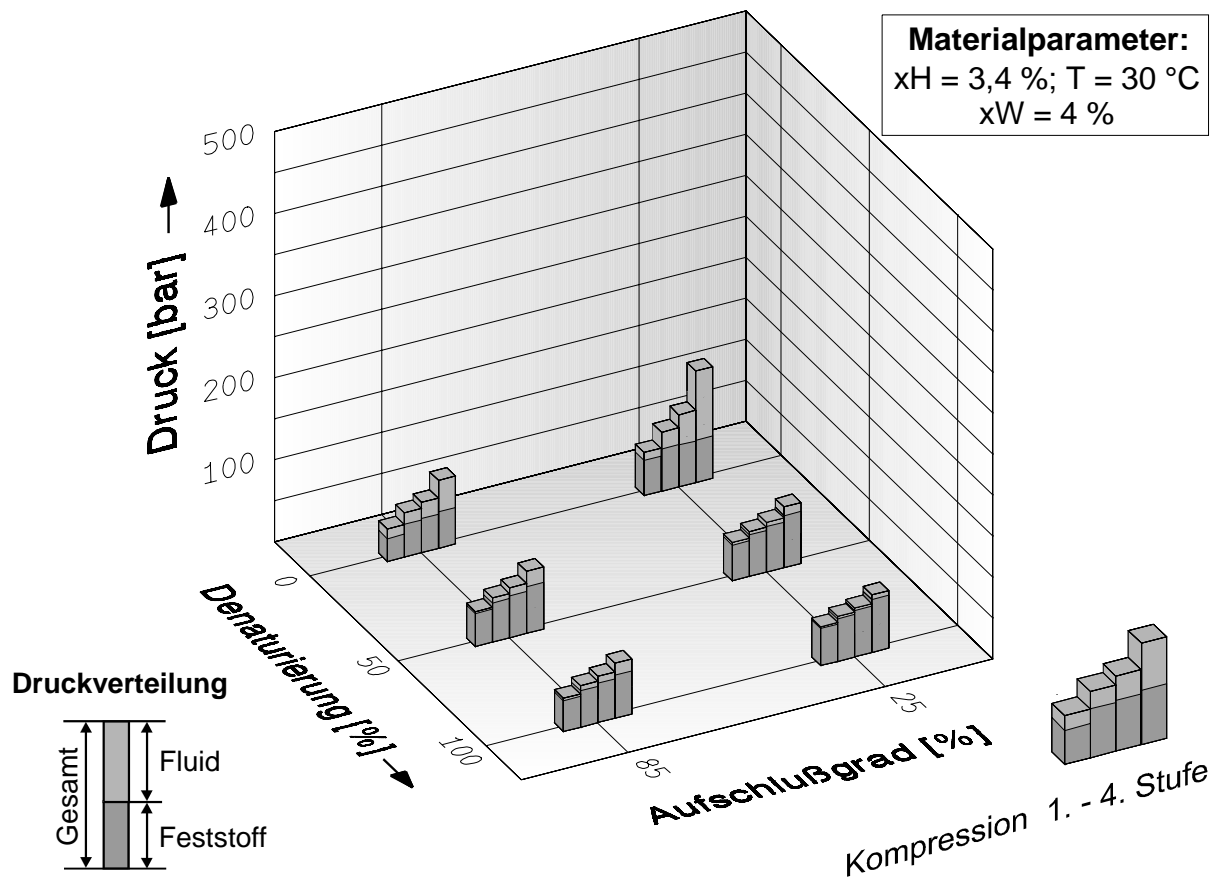 Materialparameter:
xH = 3,4 %; T = 30 °C
xW = 4 %
500
400
300
200
100
Druck [bar]
0
50
100
Denaturierung [%]
85
25
Aufschlußgrad [%]
Kompression 1. - 4. Stufe
Druckverteilung
Gesamt
Fluid
Feststoff